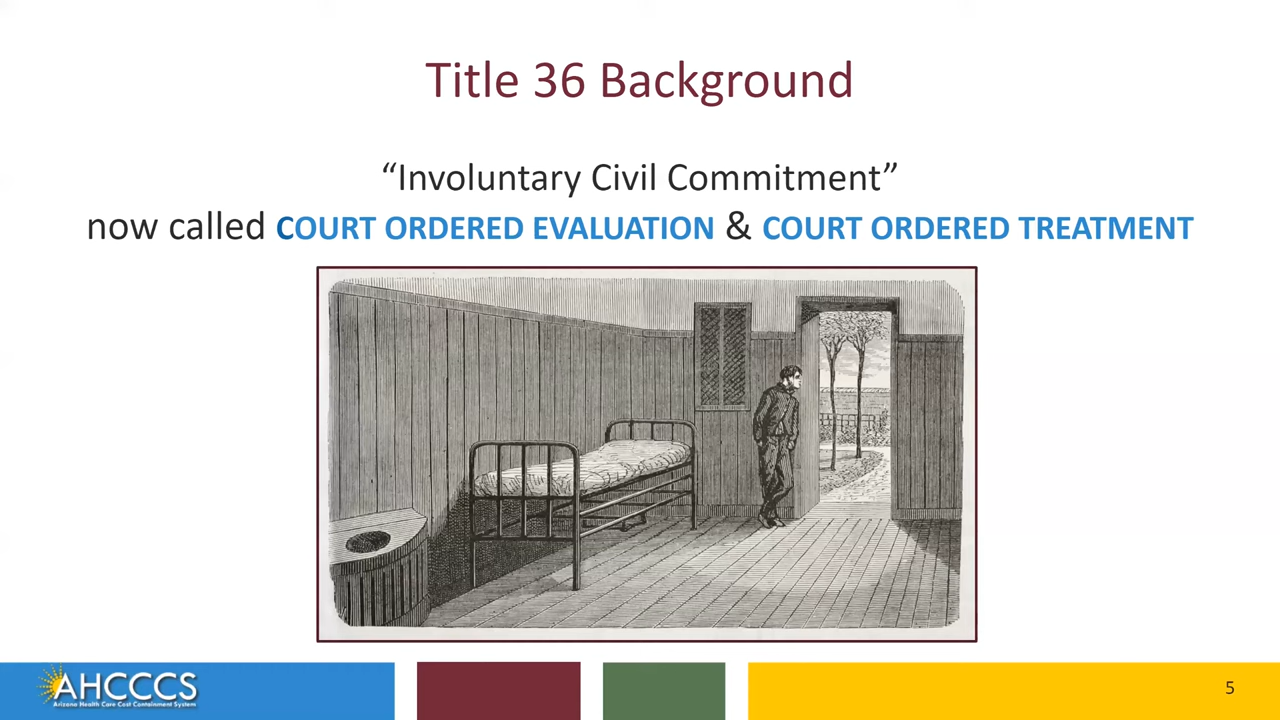 Title 36 Background
“Involuntary Civil Commitment”
now called COURT ORDERED EVALUATION & COURT ORDERED TREATMENT
AHCCCS
Arizona Health Care Cost Containment System
5